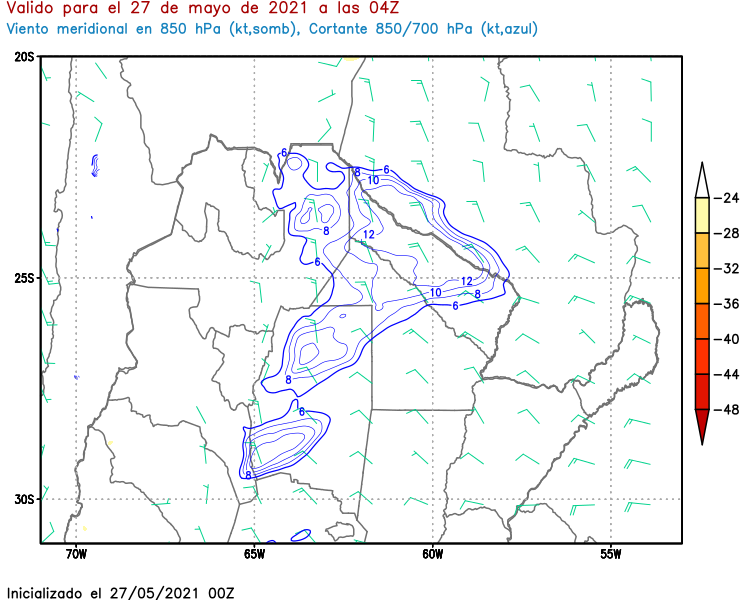 Valido para el 27 de mayo de 2021 a las 04Z
Viento meridional en 850 hPa (kt,somb), Cortante 850/700 hPa (kt,azul)
20S
6
8
6
10
-24
8
12
-28
6
25S
12
-32
10
8
6
-36
-40
8
-44
6
-48
8
30S
70W
65W
60W
55W
Inicializado el 27/05/2021 00Z